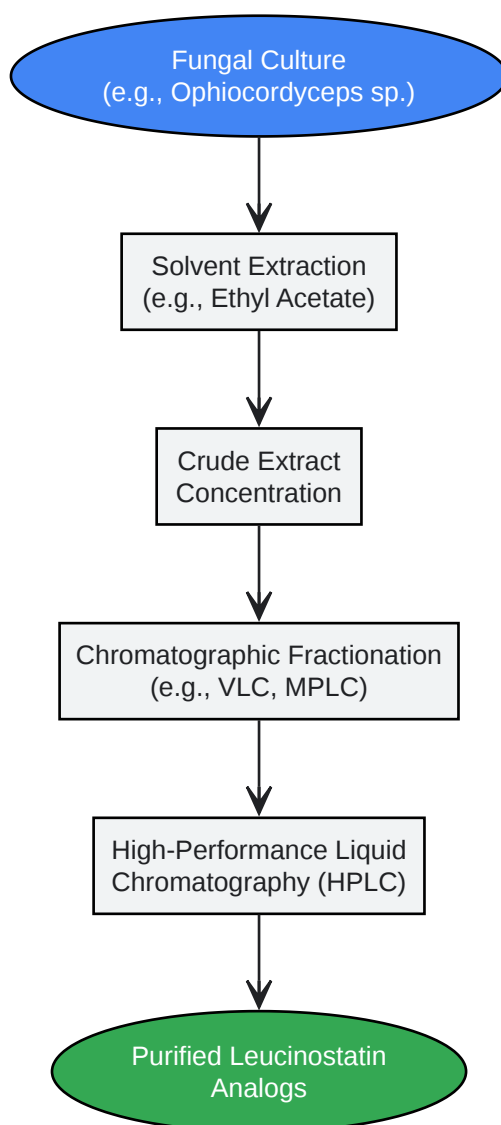 Fungal Culture
(e.g., Ophiocordyceps sp.)
Solvent Extraction
(e.g., Ethyl Acetate)
Crude Extract
Concentration
Chromatographic Fractionation
(e.g., VLC, MPLC)
High-Performance Liquid
Chromatography (HPLC)
Purified Leucinostatin
Analogs